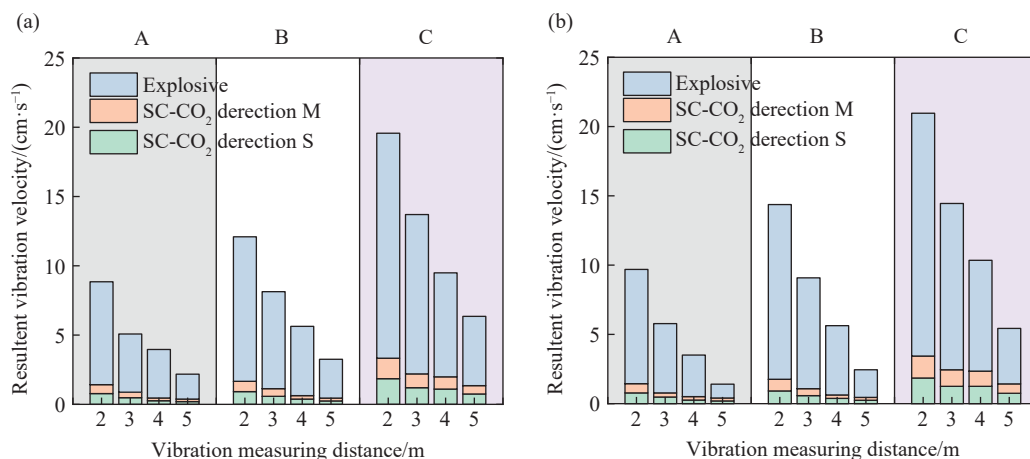 (a)
A B C
25
20
15
10
5
0
Resultent vibration velocity/(cm·s⁻¹)
Explosive
SC-CO₂ derection M
SC-CO₂ derection S
2 3 4 5 2 3 4 5 2 3 4 5
Vibration measuring distance/m
(b)
A B C
25
20
15
10
5
0
Resultent vibration velocity/(cm·s⁻¹)
Explosive
SC-CO₂ derection M
SC-CO₂ derection S
2 3 4 5 2 3 4 5 2 3 4 5
Vibration measuring distance/m